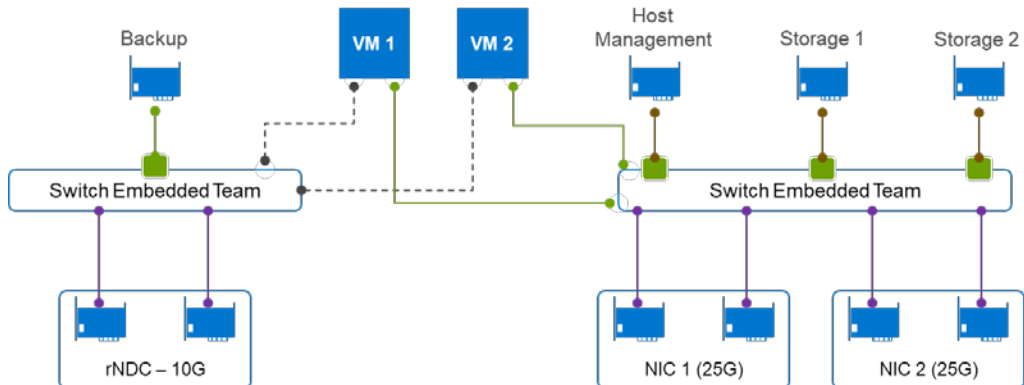 Backup
VM 1
VM 2
Host
Management
Storage 1
Storage 2
Switch Embedded Team
Switch Embedded Team
rNDC – 10G
NIC 1 (25G)
NIC 2 (25G)